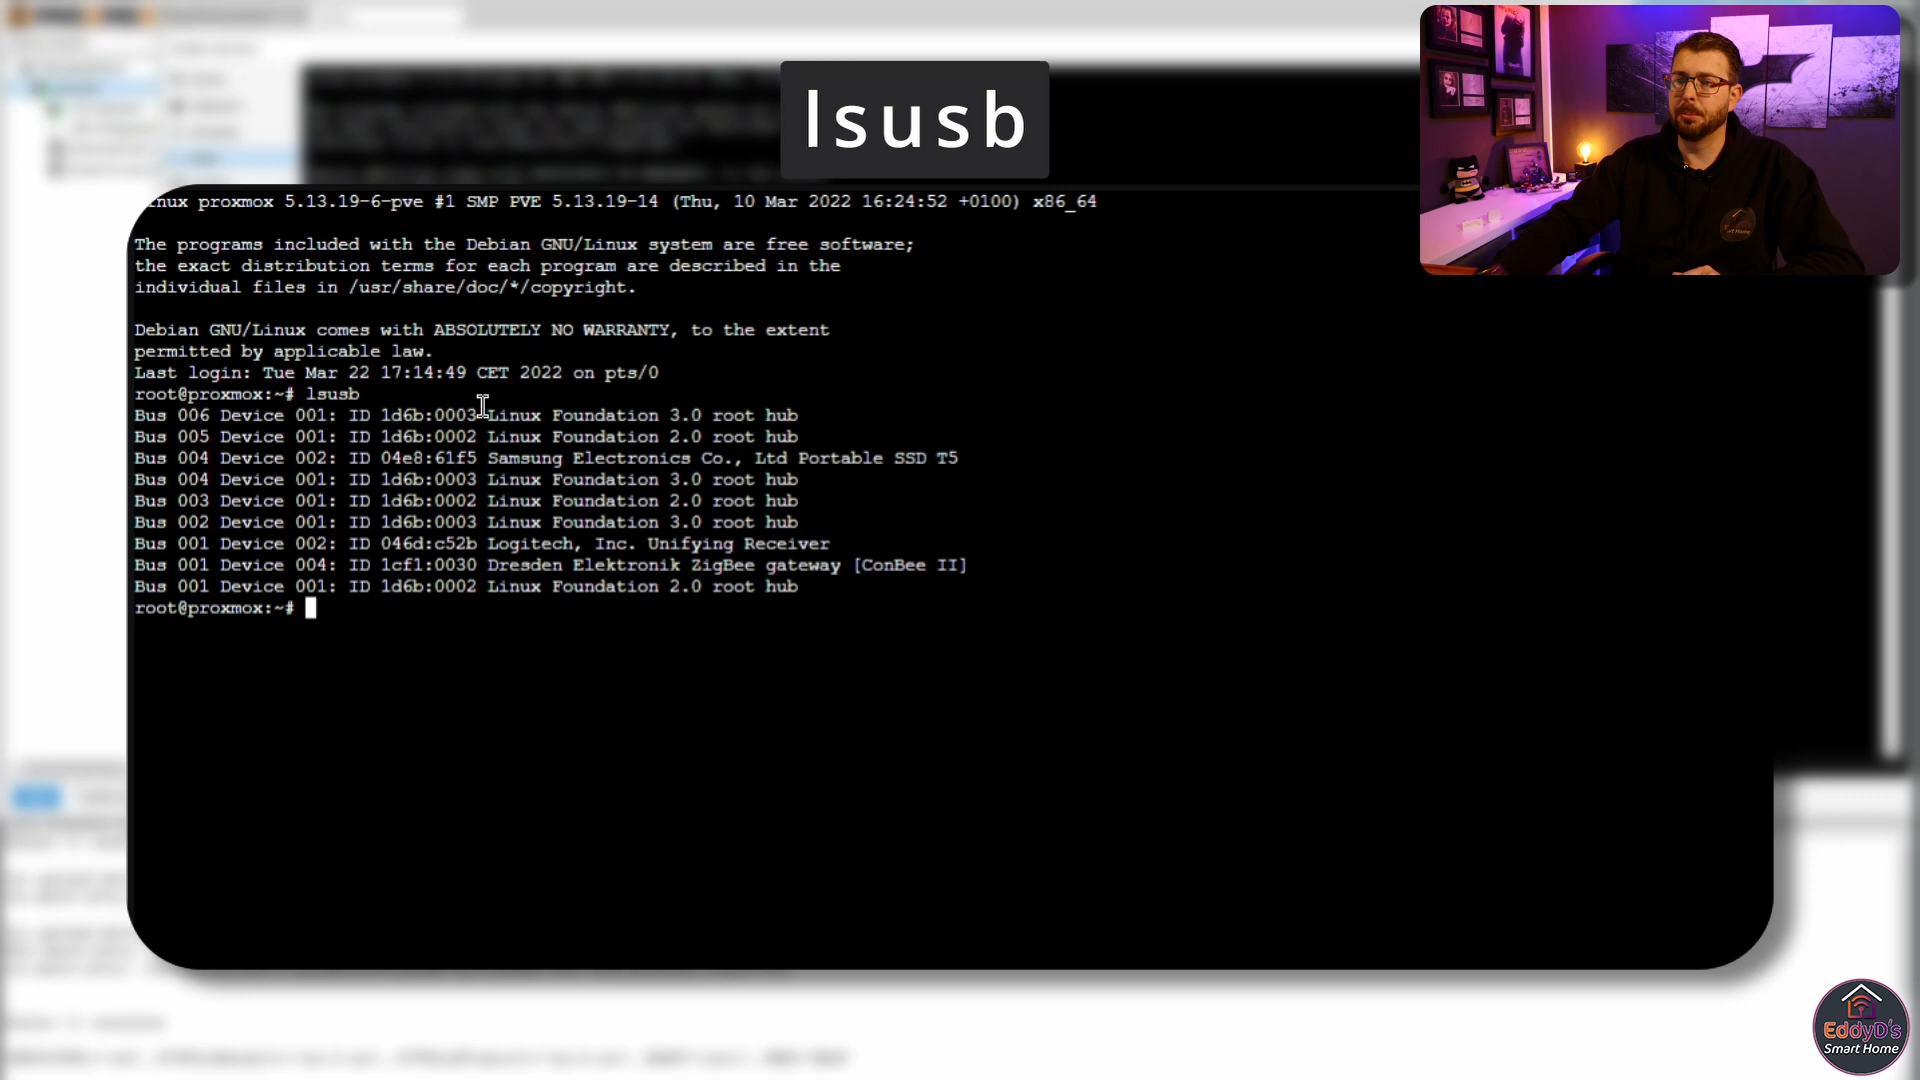 lsusb
inux proxmox 5.13.19-6-pve #1 SMP PVE 5.13.19-14 (Thu, 10 Mar 2022 16:24:52 +0100) x86_64
The programs included with the Debian GNU/Linux system are free software;
the exact distribution terms for each program are described in the
individual files in /usr/share/doc/*/copyright.
Debian GNU/Linux comes with ABSOLUTELY NO WARRANTY, to the extent
permitted by applicable law.
Last login: Tue Mar 22 17:14:49 CET 2022 on pts/0
root@proxmox:~# lsusb
Bus 006 Device 001: ID 1d6b:0003 Linux Foundation 3.0 root hub
Bus 005 Device 001: ID 1d6b:0002 Linux Foundation 2.0 root hub
Bus 004 Device 002: ID 04e8:61f5 Samsung Electronics Co., Ltd Portable SSD T5
Bus 004 Device 001: ID 1d6b:0003 Linux Foundation 3.0 root hub
Bus 003 Device 001: ID 1d6b:0002 Linux Foundation 2.0 root hub
Bus 002 Device 001: ID 1d6b:0003 Linux Foundation 3.0 root hub
Bus 001 Device 002: ID 046d:c52b Logitech, Inc. Unifying Receiver
Bus 001 Device 004: ID 1cf1:0030 Dresden Elektronik ZigBee gateway [ConBee II]
Bus 001 Device 001: ID 1d6b:0002 Linux Foundation 2.0 root hub
root@proxmox:~#
EddyD's
Smart Home